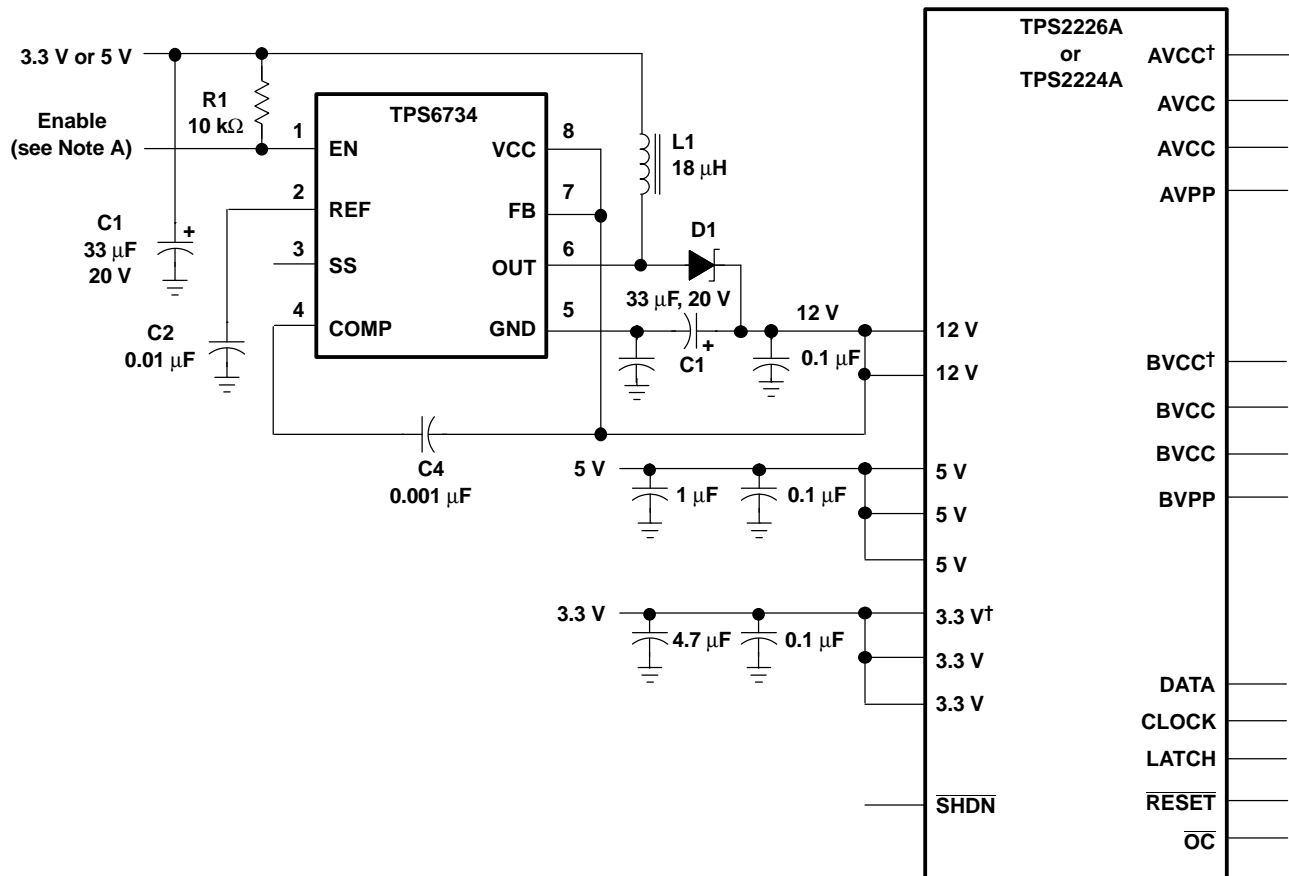 TPS2226A
or
TPS2224A
3.3 V or 5 V
R1
10 kΩ
Enable
(see Note A)
TPS6734
1
EN
2
REF
3
SS
4
COMP
8
VCC
7
FB
6
OUT
5
GND
L1
18 μH
D1
C1
33 μF
20 V
+
C2
0.01 μF
33 μF, 20 V
C1
+
12 V
0.1 μF
C4
0.001 μF
5 V
1 μF
0.1 μF
3.3 V
4.7 μF
0.1 μF
12 V
12 V
5 V
5 V
5 V
3.3 V†
3.3 V
3.3 V
SHDN
AVCC†
AVCC
AVCC
AVPP
BVCC†
BVCC
BVCC
BVPP
DATA
CLOCK
LATCH
RESET
OC